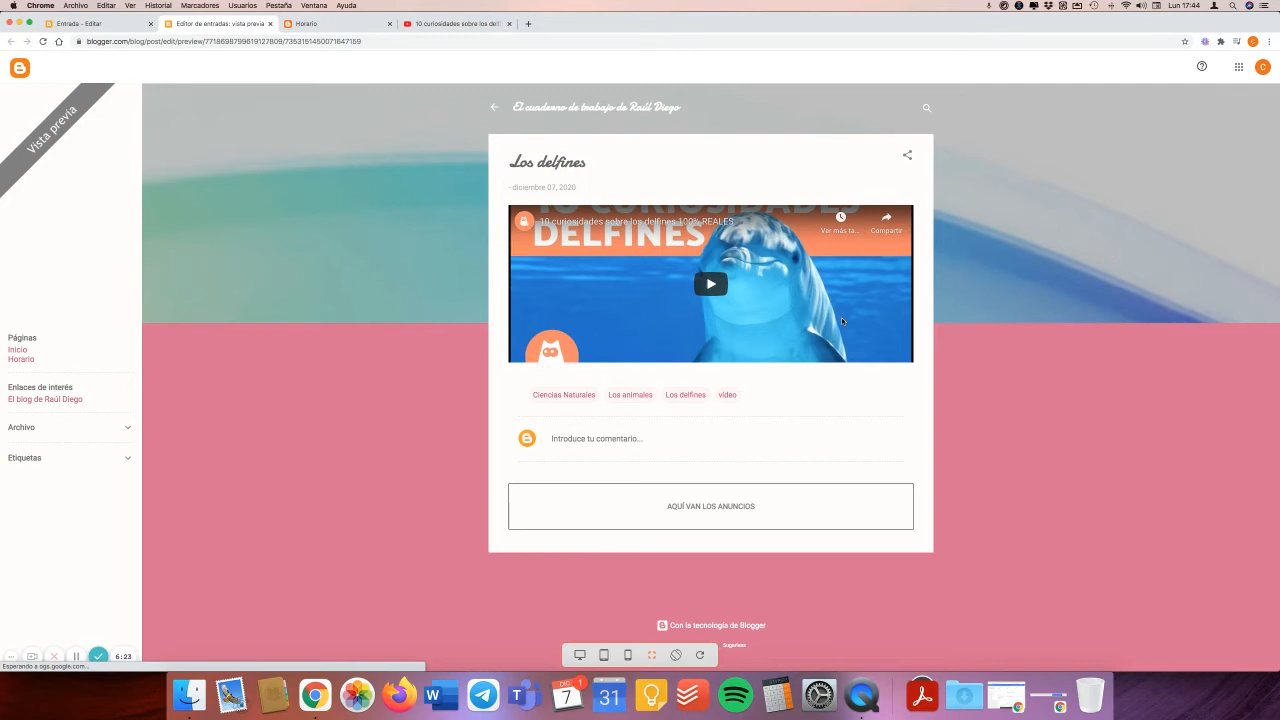 Chrome Archivo Editar Ver Historial Marcadores Usuarios Pestaña Ventana Ayuda
Lun 17:44
Entrada - Editar
Editor de entradas: vista previa
Horario
10 curiosidades sobre los delf
blogger.com/blog/post/edit/preview/7718698799619127809/7353151450071647159
C
Vista previa
El cuaderno de trabajo de Raúl Diego
Los delfines
- diciembre 07, 2020
10 CURIOSIDADES
DELFINES
10 curiosidades sobre los delfines 100% REALES
Ver más ta...
Compartir
Páginas
Inicio
Horario
Enlaces de interés
El blog de Raúl Diego
Archivo
Etiquetas
Ciencias Naturales
Los animales
Los delfines
vídeo
Introduce tu comentario...
AQUÍ VAN LOS ANUNCIOS
Con la tecnología de Blogger
Sugerirese
6:23
Esperando a ogs.google.com...
DIC
7
1
31
W
T